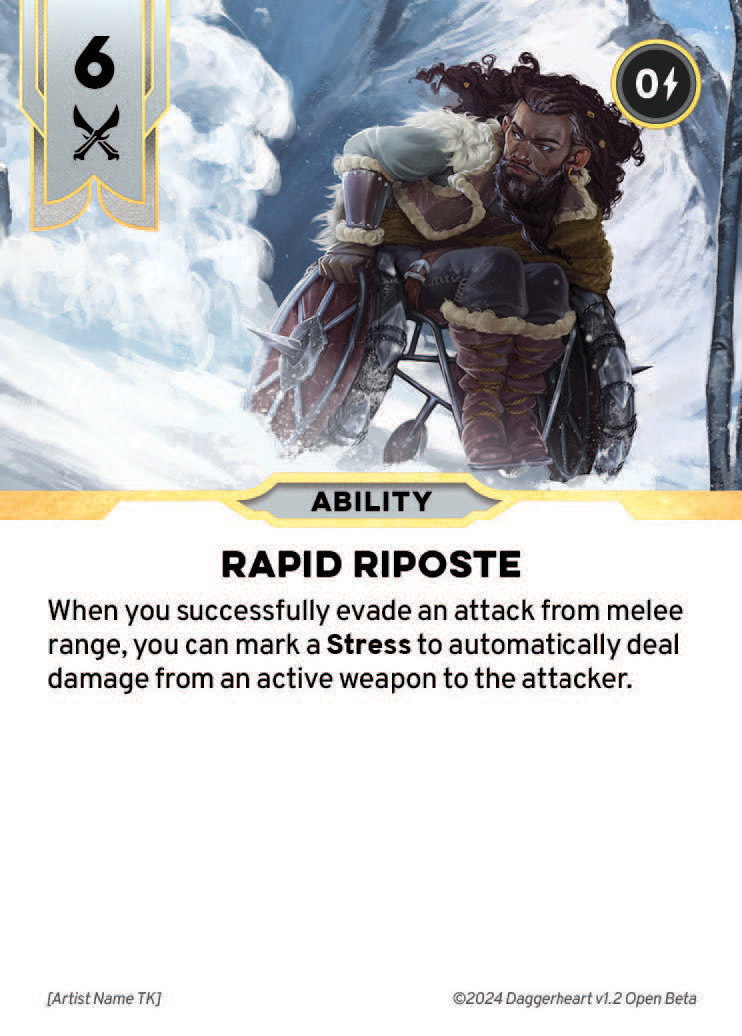 6
0
ABILITY
RAPID RIPOSTE
When you successfully evade an attack from melee
range, you can mark a Stress to automatically deal
damage from an active weapon to the attacker.
[Artist Name TK]
©2024 Daggerheart v1.2 Open Beta